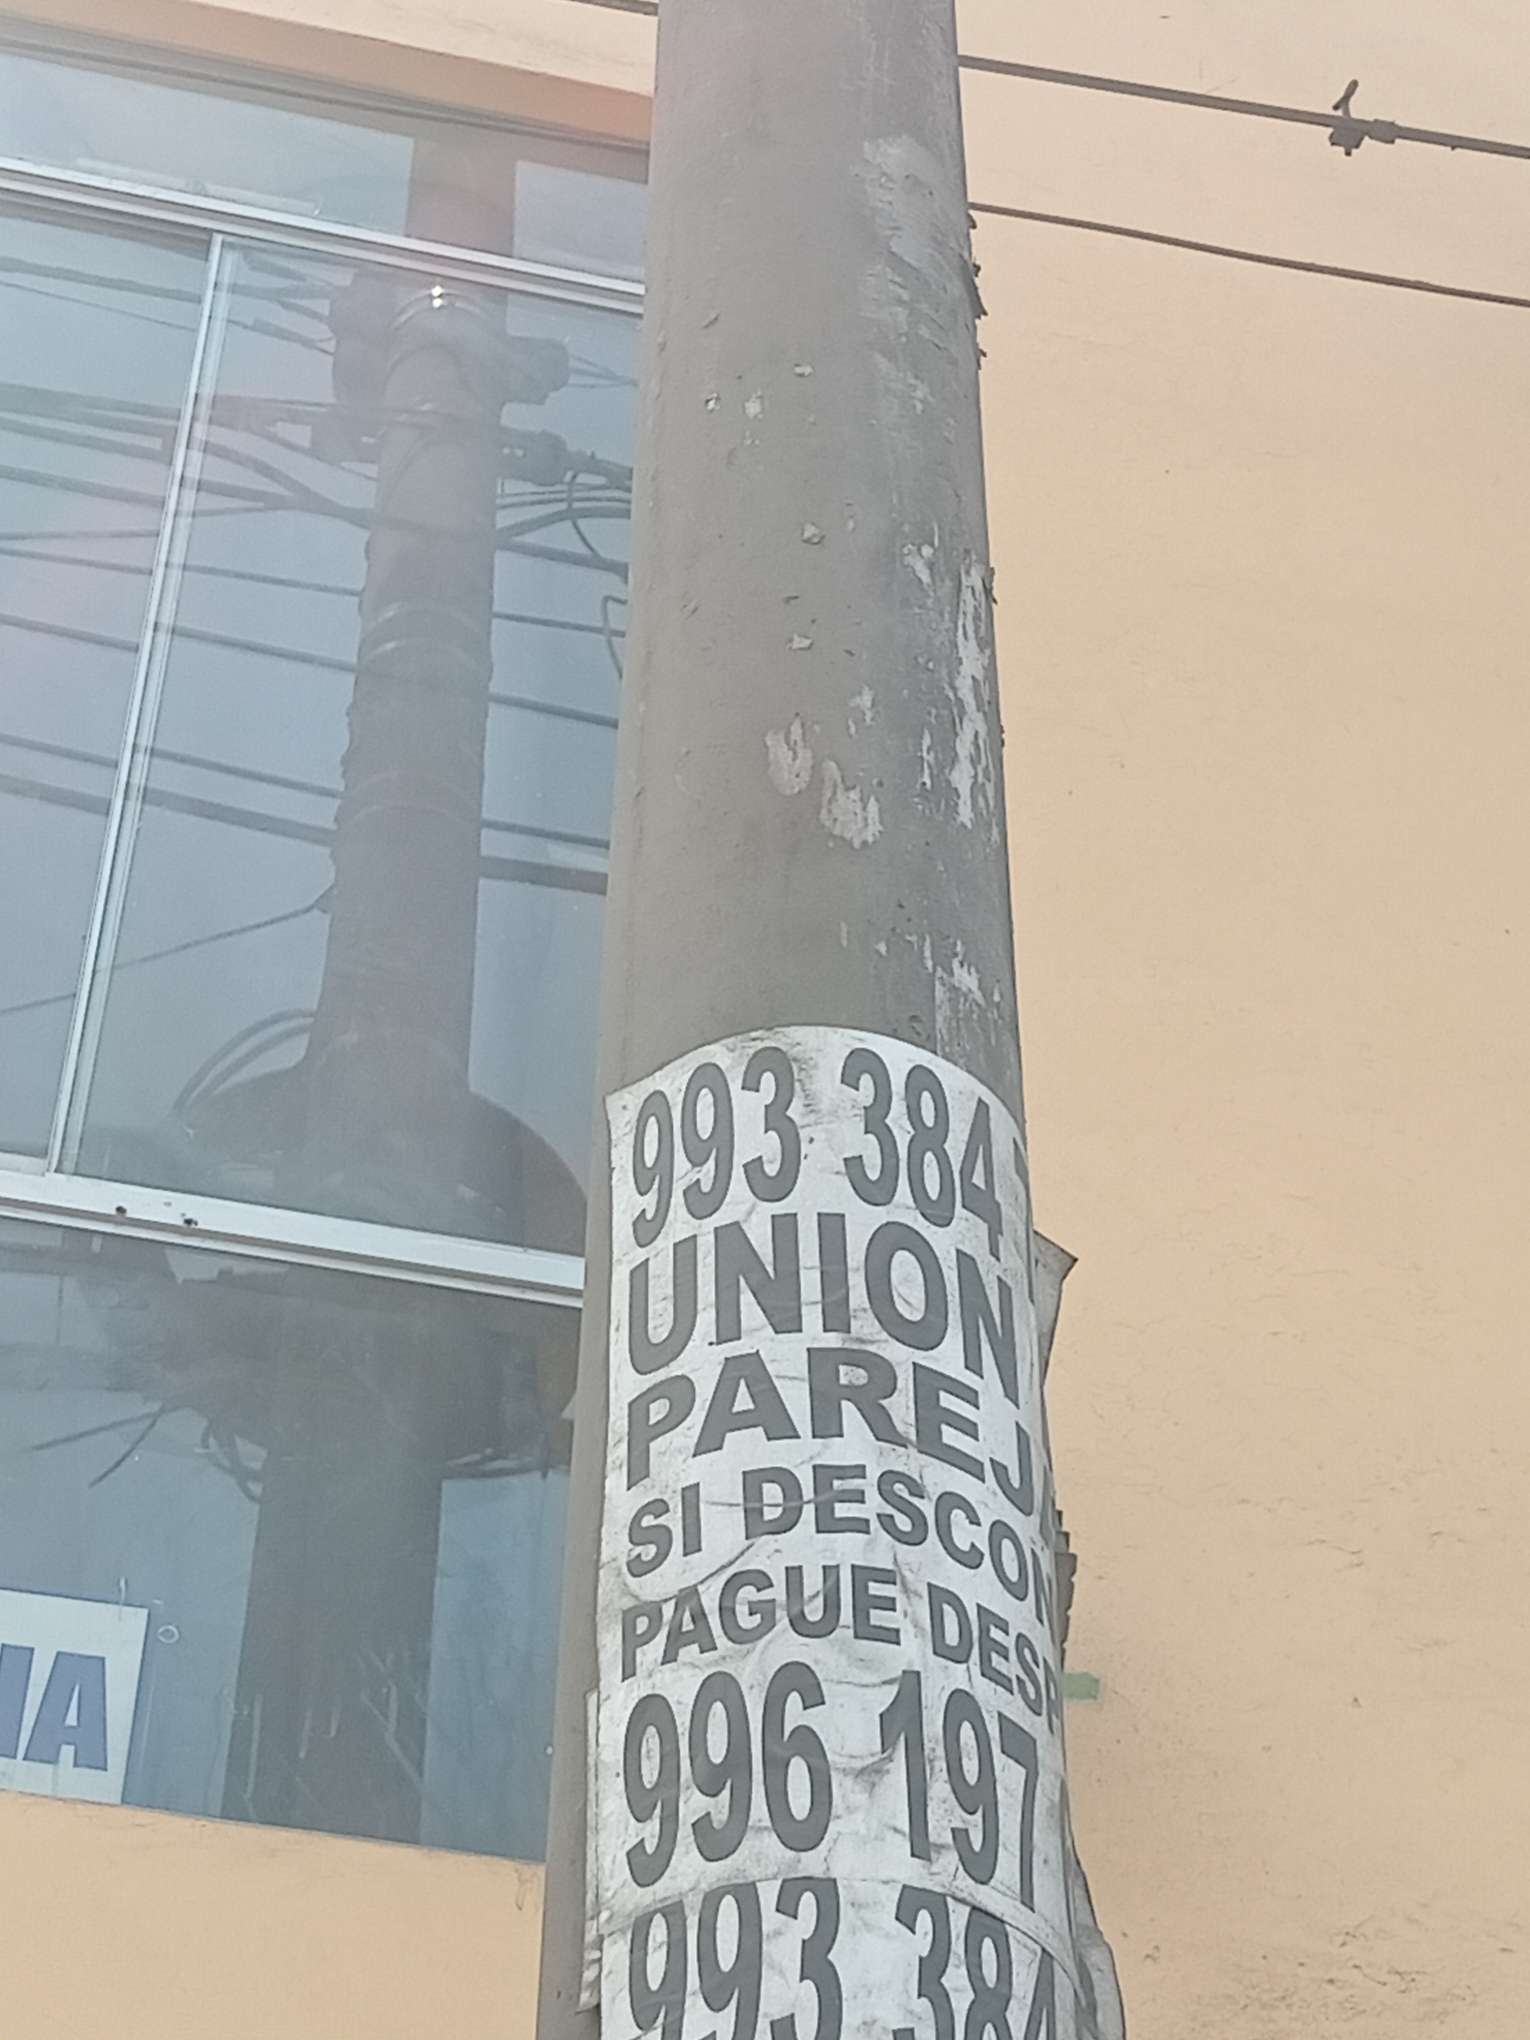 993 384
UNION
PAREJ
SI DESCON
PAGUE DESP
996 197
993 384
IA